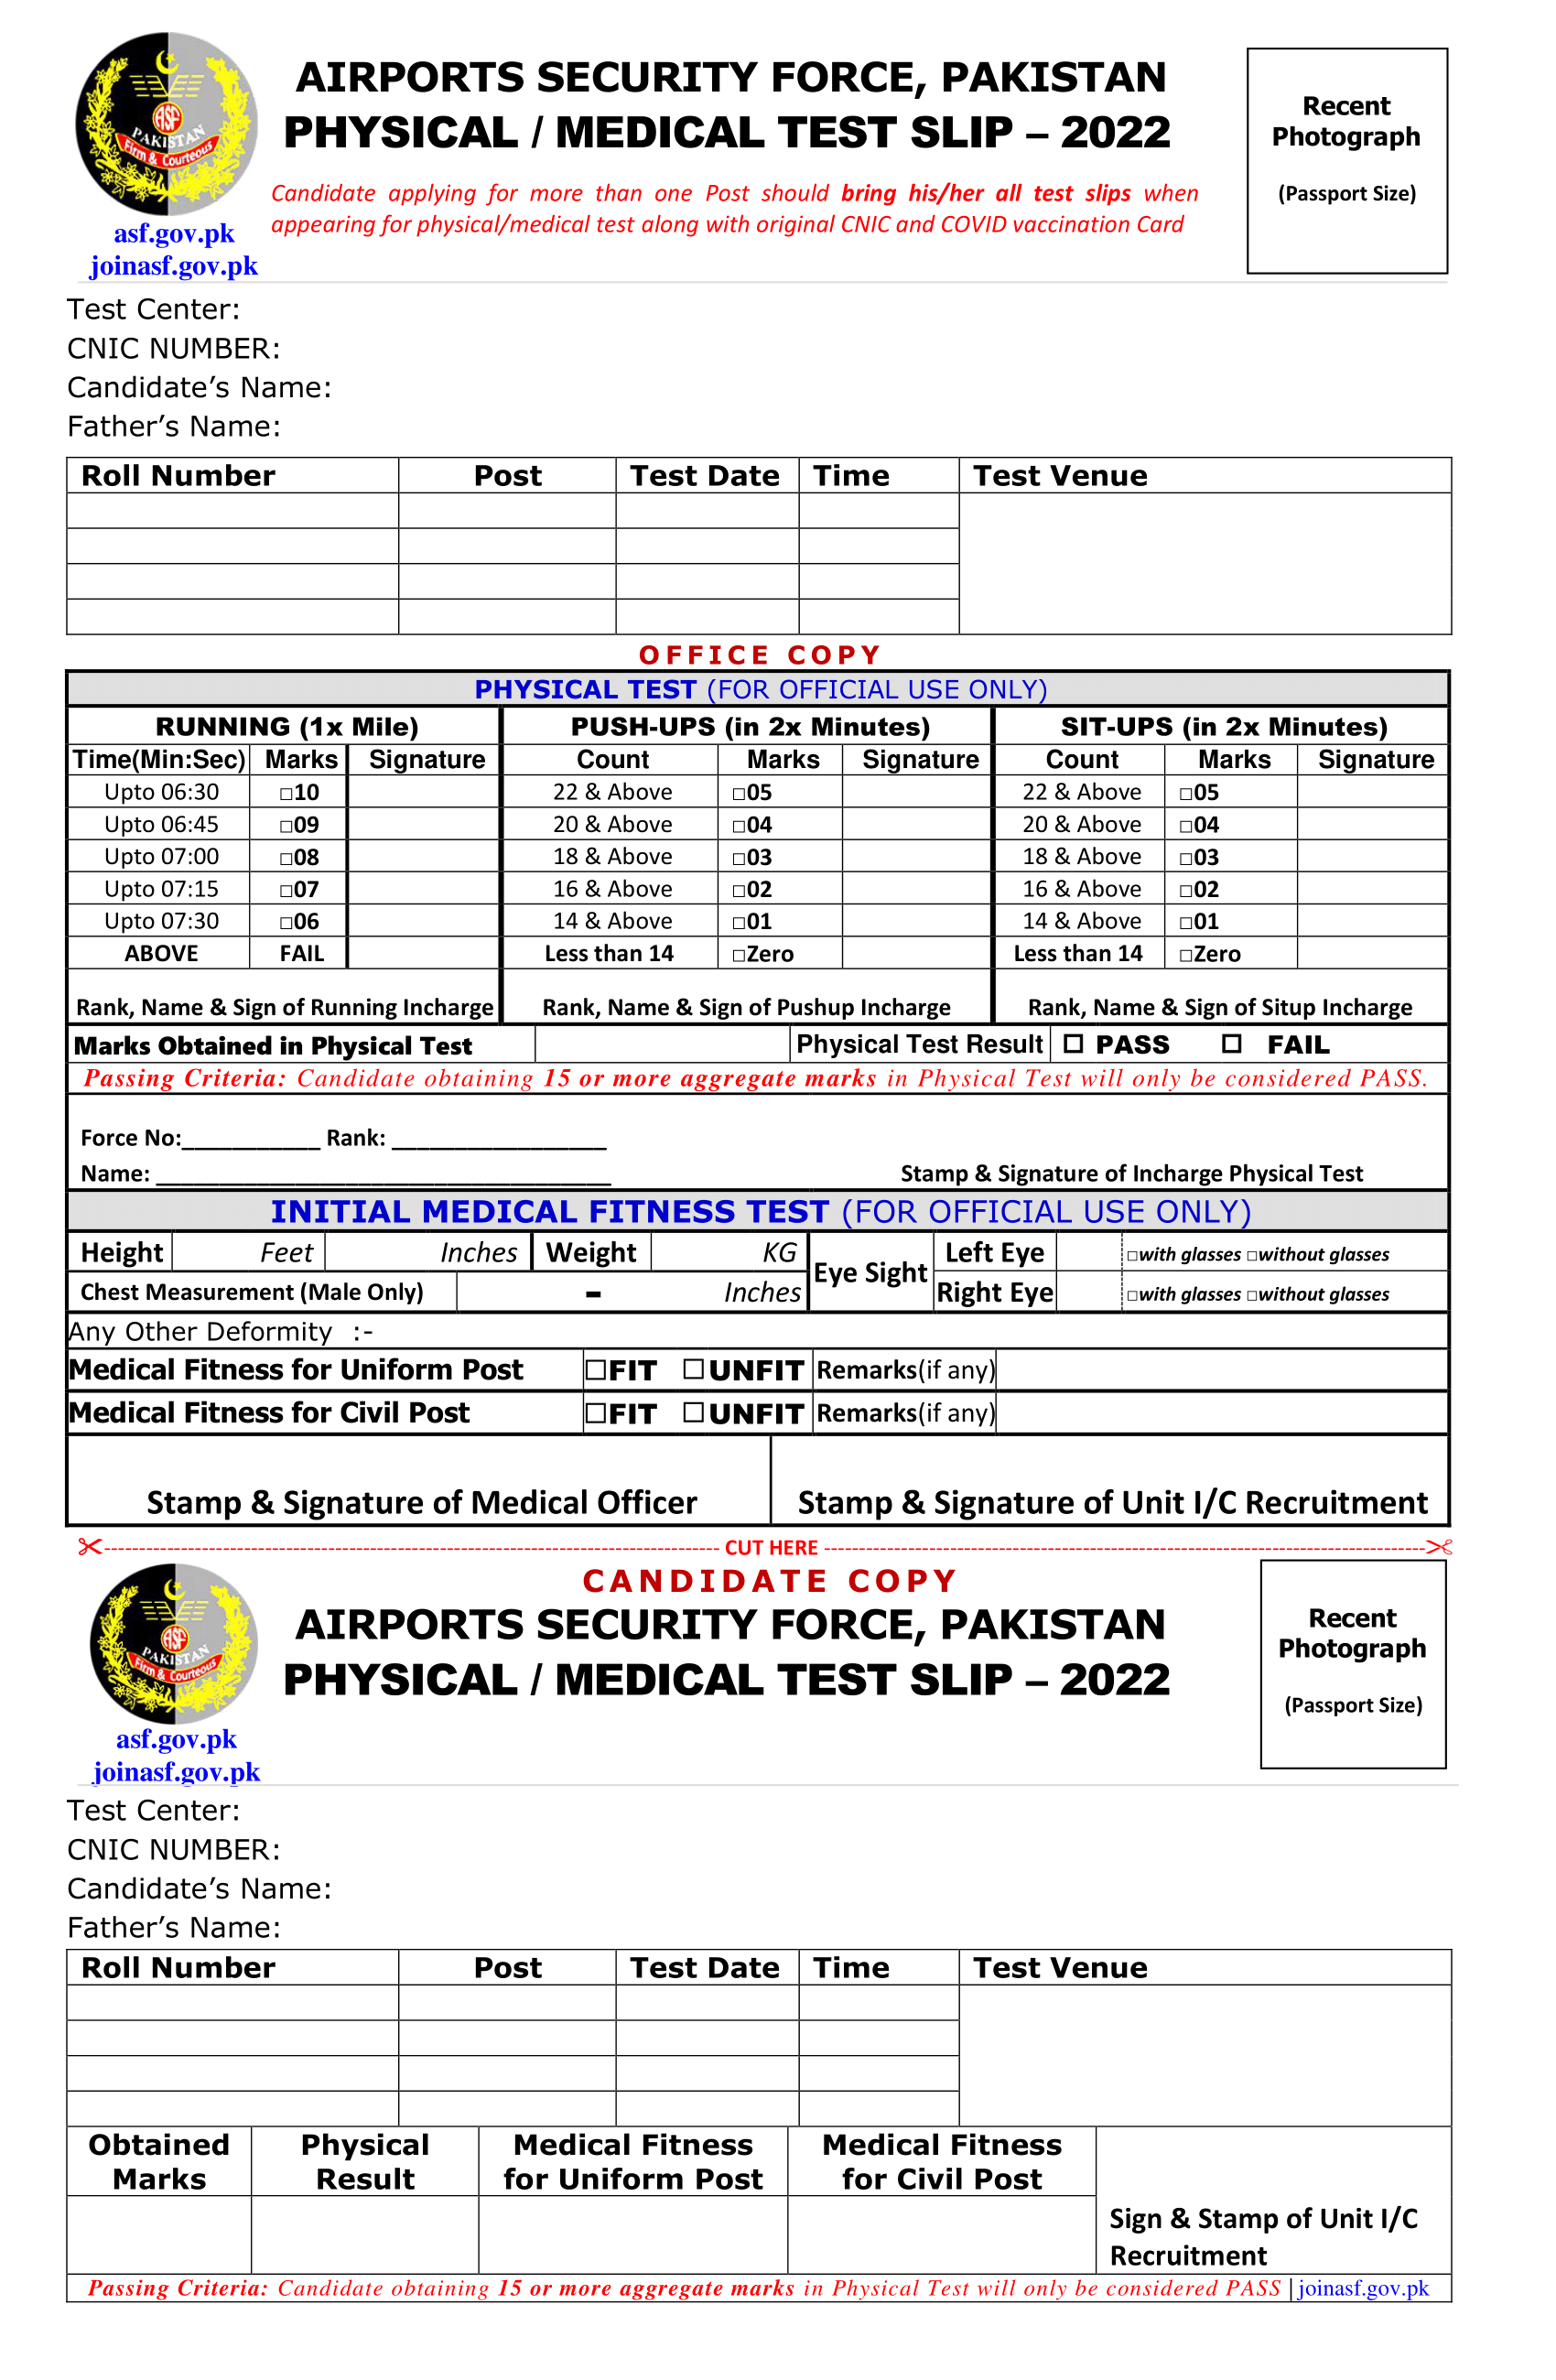 AIRPORTS SECURITY FORCE, PAKISTAN
PHYSICAL / MEDICAL TEST SLIP – 2022
Candidate applying for more than one Post should bring his/her all test slips when
appearing for physical/medical test along with original CNIC and COVID vaccination Card
PAKISTAN
ASF
Firm & Courteous
asf.gov.pk
joinasf.gov.pk
Recent
Photograph
(Passport Size)
Test Center:
CNIC NUMBER:
Candidate’s Name:
Father’s Name:
Roll Number Post Test Date Time Test Venue
OFFICE COPY
PHYSICAL TEST (FOR OFFICIAL USE ONLY)
RUNNING (1x Mile) PUSH-UPS (in 2x Minutes) SIT-UPS (in 2x Minutes)
Time(Min:Sec) Marks Signature Count Marks Signature Count Marks Signature
Upto 06:30 □10 22 & Above □05 22 & Above □05
Upto 06:45 □09 20 & Above □04 20 & Above □04
Upto 07:00 □08 18 & Above □03 18 & Above □03
Upto 07:15 □07 16 & Above □02 16 & Above □02
Upto 07:30 □06 14 & Above □01 14 & Above □01
ABOVE FAIL Less than 14 □Zero Less than 14 □Zero
Rank, Name & Sign of Running Incharge Rank, Name & Sign of Pushup Incharge Rank, Name & Sign of Situp Incharge
Marks Obtained in Physical Test Physical Test Result □ PASS □ FAIL
Passing Criteria: Candidate obtaining 15 or more aggregate marks in Physical Test will only be considered PASS.
Force No:___________ Rank: _________________
Name: ____________________________________ Stamp & Signature of Incharge Physical Test
INITIAL MEDICAL FITNESS TEST (FOR OFFICIAL USE ONLY)
Height Feet Inches Weight KG Eye Sight Left Eye □with glasses □without glasses
Chest Measurement (Male Only) - Inches Right Eye □with glasses □without glasses
Any Other Deformity :-
Medical Fitness for Uniform Post □FIT □UNFIT Remarks(if any)
Medical Fitness for Civil Post □FIT □UNFIT Remarks(if any)
Stamp & Signature of Medical Officer Stamp & Signature of Unit I/C Recruitment
CUT HERE
CANDIDATE COPY
AIRPORTS SECURITY FORCE, PAKISTAN
PHYSICAL / MEDICAL TEST SLIP – 2022
ASF
PAKISTAN
Firm & Courteous
asf.gov.pk
joinasf.gov.pk
Recent
Photograph
(Passport Size)
Test Center:
CNIC NUMBER:
Candidate’s Name:
Father’s Name:
Roll Number Post Test Date Time Test Venue
Obtained Physical Medical Fitness Medical Fitness
Marks Result for Uniform Post for Civil Post
Sign & Stamp of Unit I/C
Recruitment
Passing Criteria: Candidate obtaining 15 or more aggregate marks in Physical Test will only be considered PASS | joinasf.gov.pk